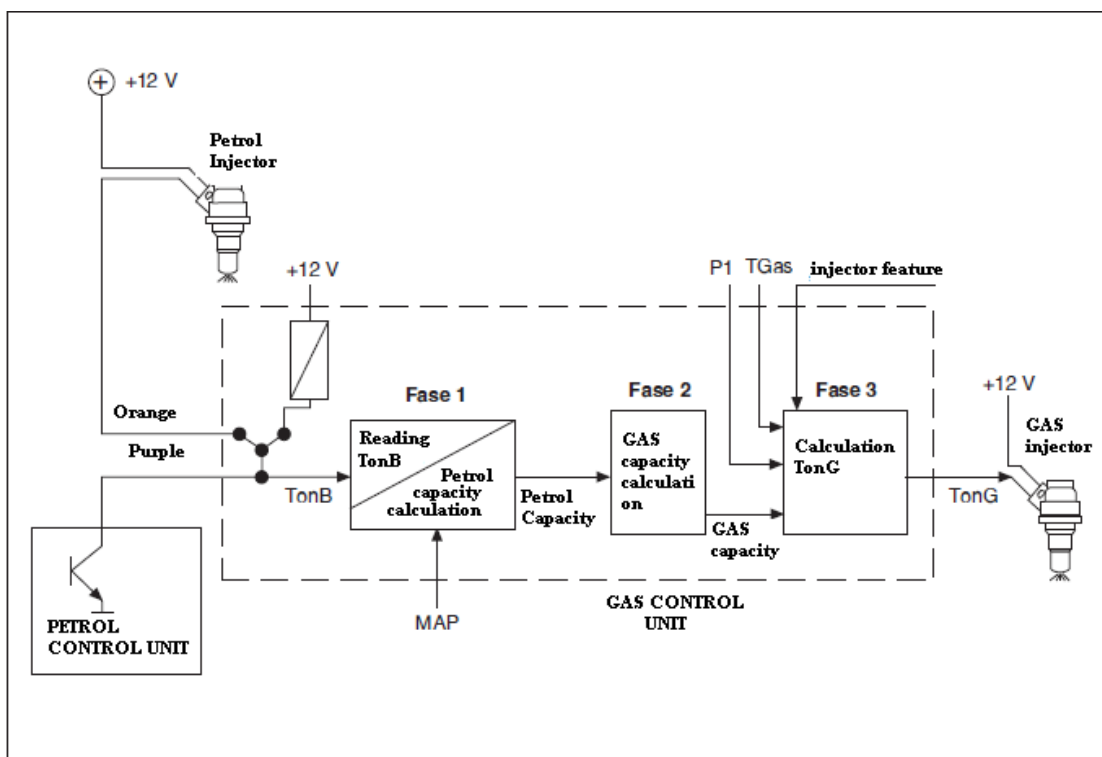 +12 V
Petrol
Injector
+12 V
P1
TGas
injector feature
Orange
Purple
Fase 1
Reading
TonB
Petrol
capacity
calculation
TonB
MAP
Petrol
Capacity
Fase 2
GAS
capacity
calculati
on
GAS
capacity
Fase 3
Calculation
TonG
TonG
+12 V
GAS
injector
GAS CONTROL
UNIT
PETROL
CONTROL UNIT